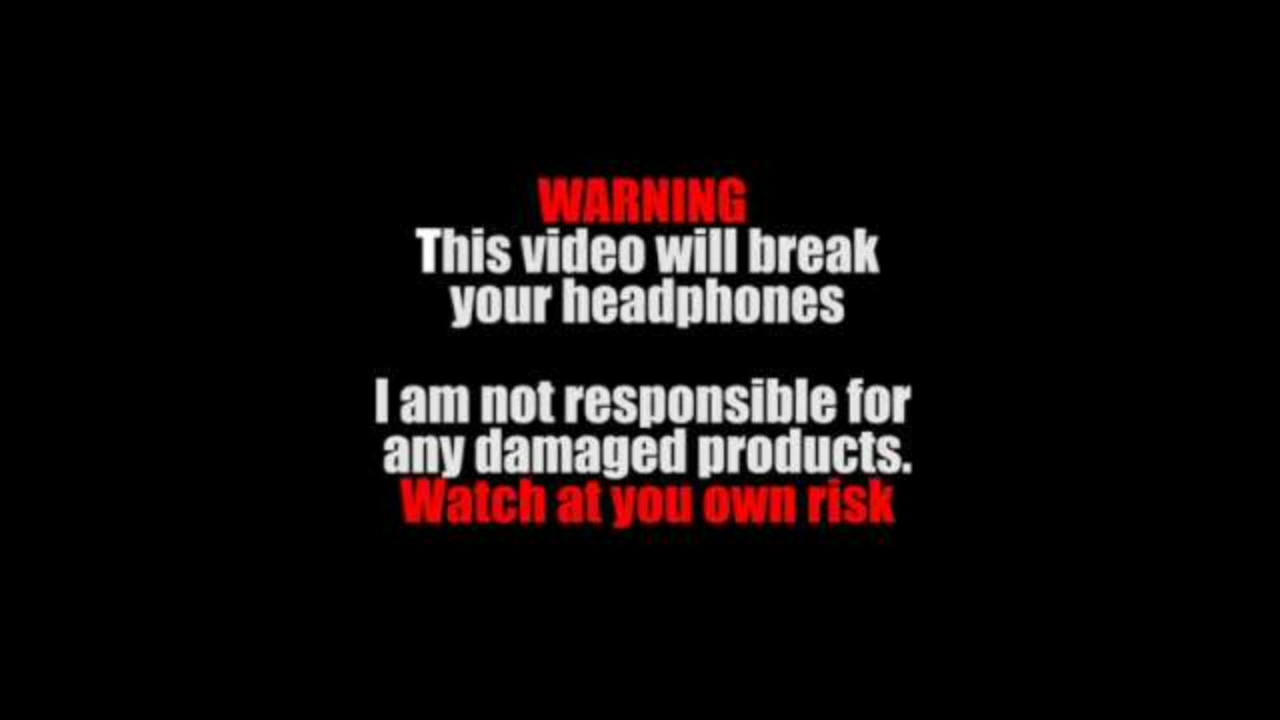 WARNING
This video will break
your headphones
I am not responsible for
any damaged products.
Watch at you own risk